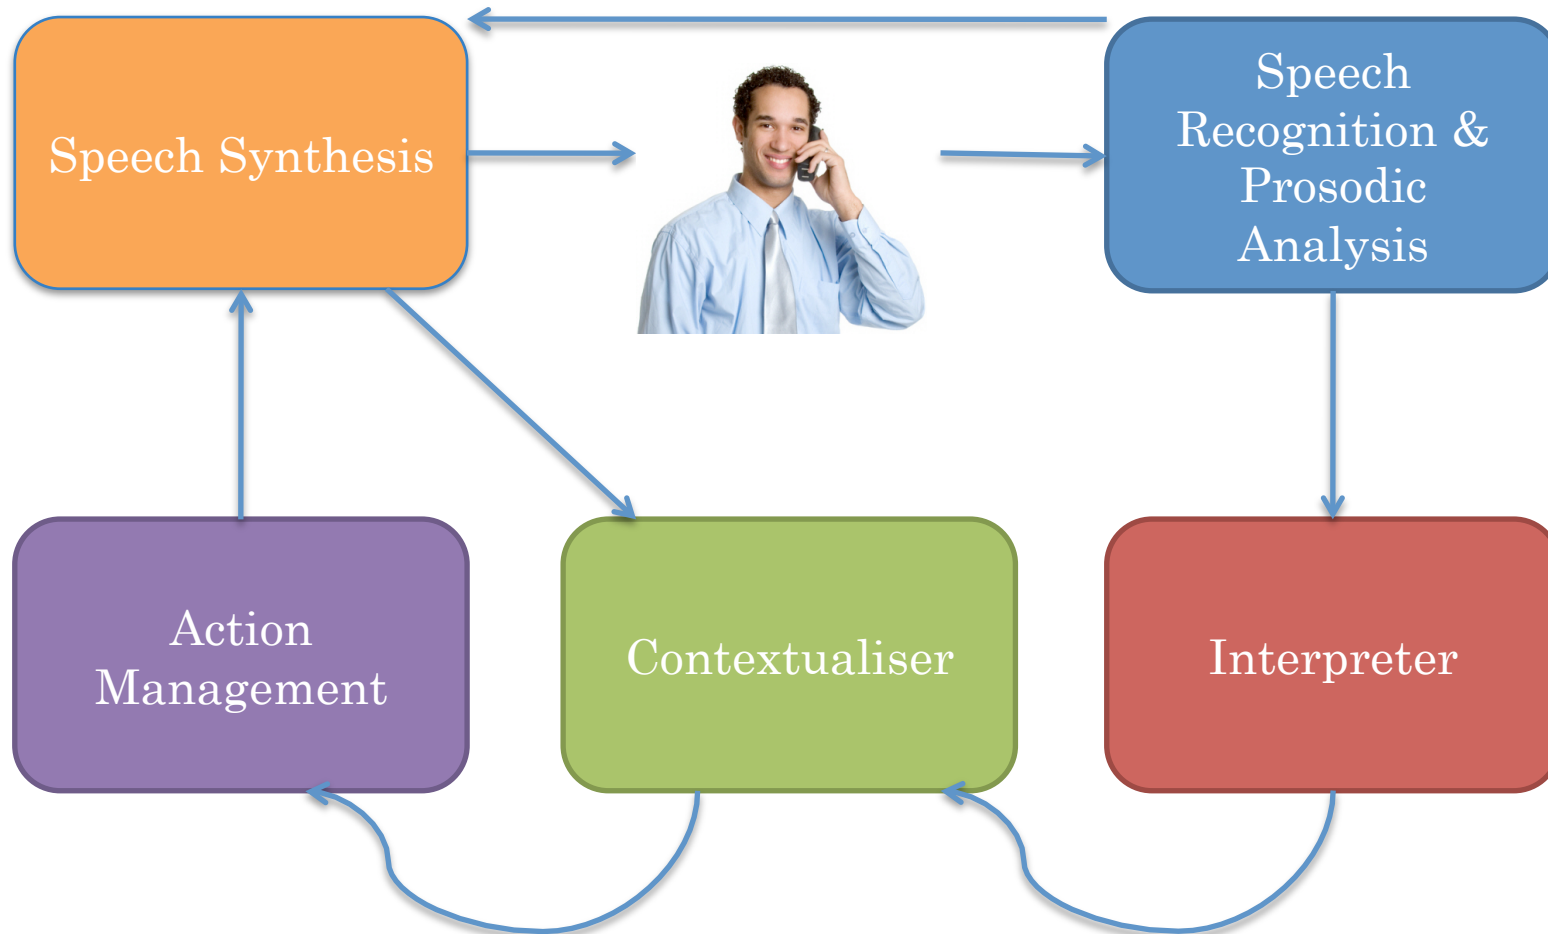 Speech Synthesis
Speech
Recognition &
Prosodic
Analysis
Action
Management
Contextualiser
Interpreter